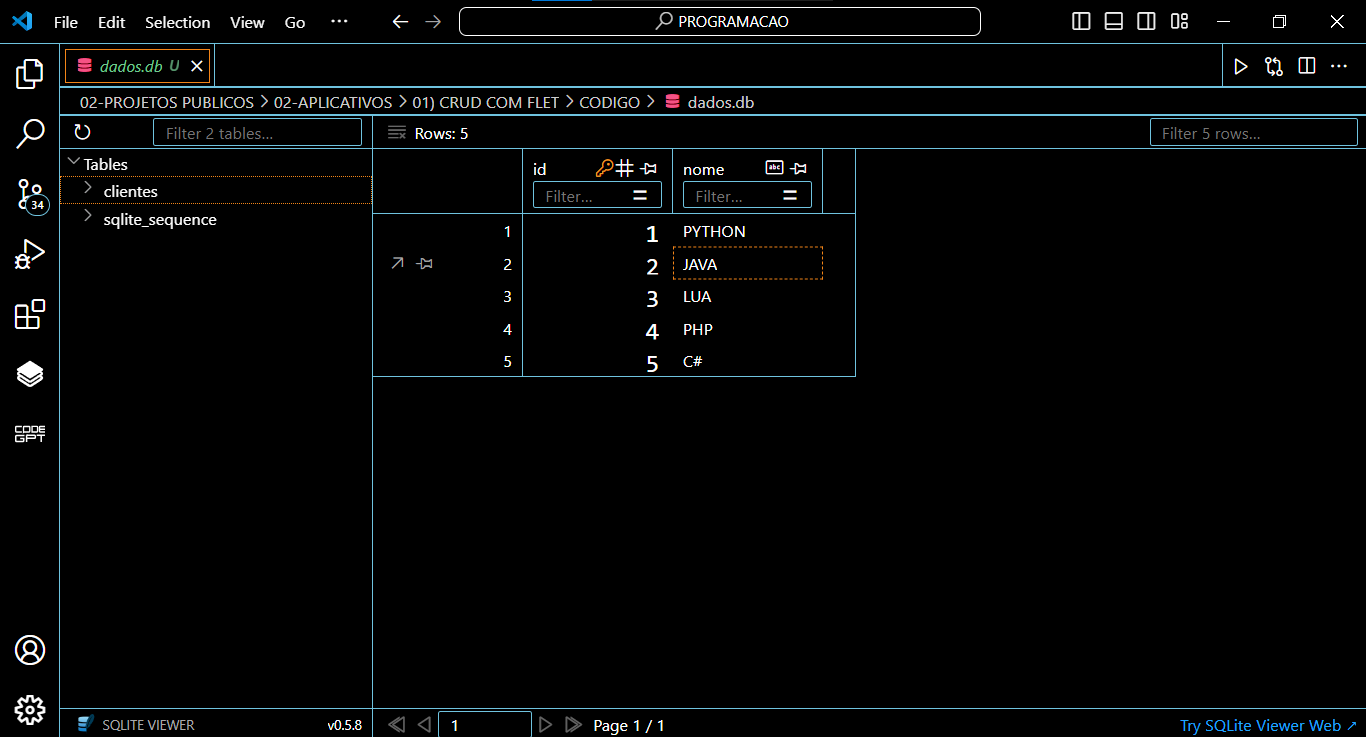 File Edit Selection View Go ··· PROGRAMACAO
dados.db U
02-PROJETOS PUBLICOS > 02-APLICATIVOS > 01) CRUD COM FLET > CODIGO > dados.db
Filter 2 tables... Rows: 5 Filter 5 rows...
Tables
clientes
sqlite_sequence
34
CODE
GPT
id nome
abc
Filter... = Filter... =
1 1 PYTHON
2 2 JAVA
3 3 LUA
4 4 PHP
5 5 C#
SQLITE VIEWER v0.5.8 1 Page 1 / 1 Try SQLite Viewer Web ↗